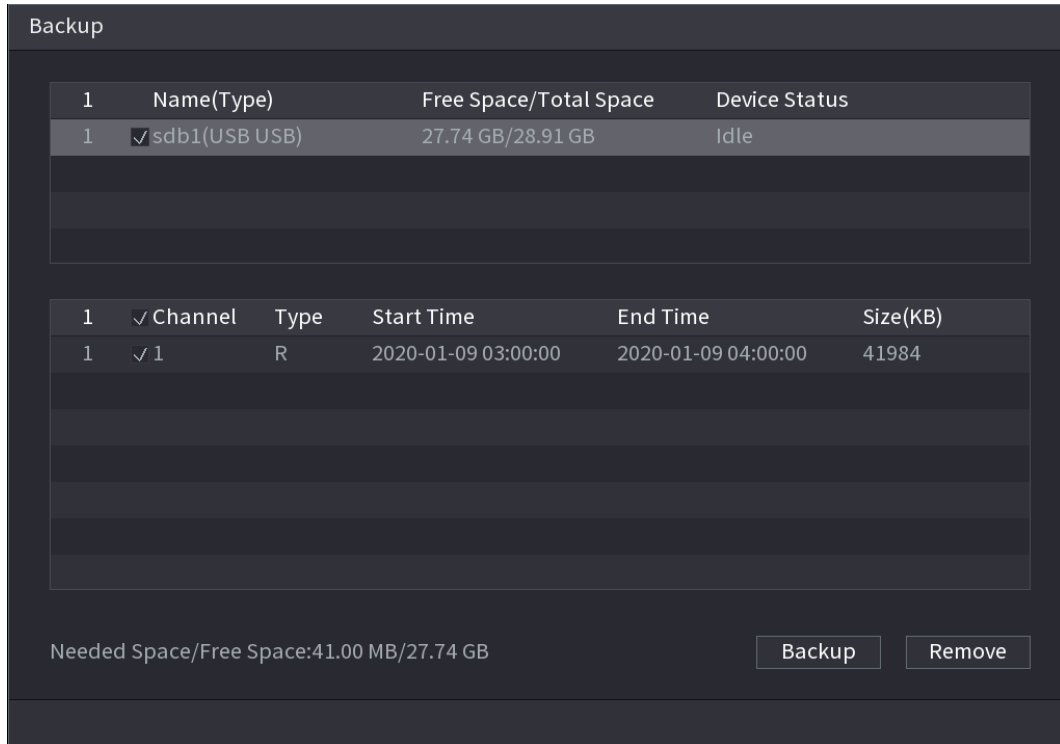 Backup
1 Name(Type) Free Space/Total Space Device Status
1 sdb1(USB USB) 27.74 GB/28.91 GB Idle
1 Channel Type Start Time End Time Size(KB)
1 1 R 2020-01-09 03:00:00 2020-01-09 04:00:00 41984
Needed Space/Free Space:41.00 MB/27.74 GB Backup Remove